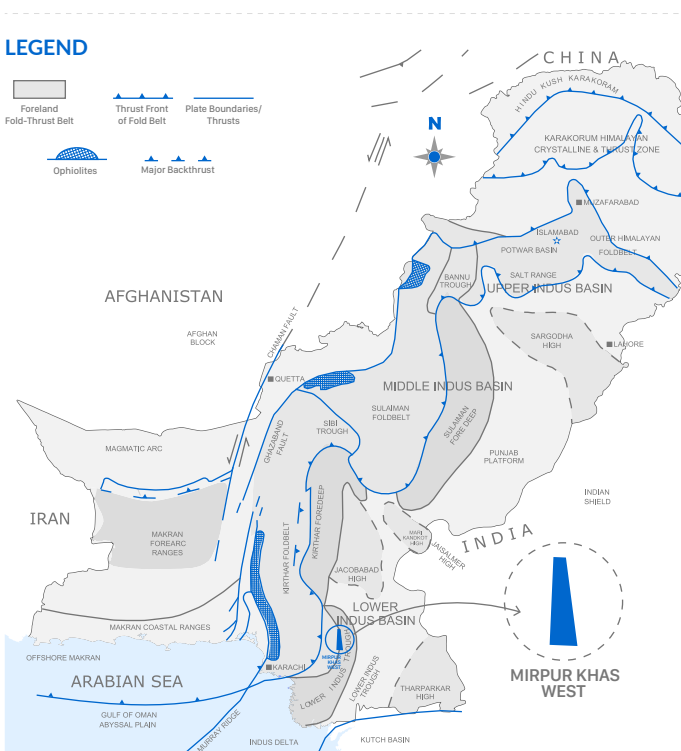 LEGEND
Foreland
Fold-Thrust Belt
Thrust Front
of Fold Belt
Plate Boundaries/
Thrusts
Ophiolites
Major Backthrust
N
CHINA
HINDU KUSH KARAKORAM
KARAKORUM HIMALAYAN
CRYSTALLINE & THRUST ZONE
MUZAFARABAD
ISLAMABAD
OUTER HIMALAYAN
FOLDBELT
POTWAR BASIN
BANNU
TROUGH
SALT RANGE
UPPER INDUS BASIN
AFGHANISTAN
AFGHAN
BLOCK
CHAMAN FAULT
SARGODHA
HIGH
LAHORE
QUETTA
MIDDLE INDUS BASIN
SULAIMAN
FOLDBELT
SULAIMAN
FORE DEEP
SIBI
TROUGH
GHAZABAND
FAULT
PUNJAB
PLATFORM
MAGMATIC ARC
INDIAN
SHIELD
IRAN
MAKRAN
FOREARC
RANGES
KIRTHAR FOLDBELT
KIRTHAR FOREDEEP
MARI
KANDKOT
HIGH
JAISALMER
HIGH
INDIA
JACOBABAD
HIGH
LOWER
INDUS BASIN
MAKRAN COASTAL RANGES
MIRPUR
KHAS
WEST
MIRPUR KHAS
WEST
OFFSHORE MAKRAN
KARACHI
ARABIAN SEA
LOWER INDUS TROUGH
LOWER INDUS
TROUGH
THARPARKAR
HIGH
GULF OF OMAN
ABYSSAL PLAIN
MURRAY RIDGE
INDUS DELTA
KUTCH BASIN